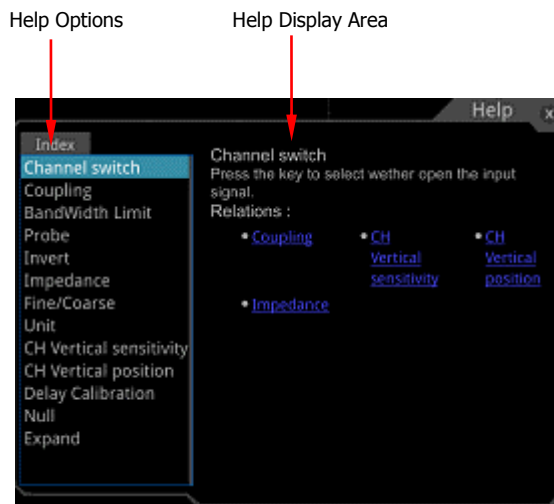 Help Options
Help Display Area
Help x
Index
Channel switch
Coupling
BandWidth Limit
Probe
Invert
Impedance
Fine/Coarse
Unit
CH Vertical sensitivity
CH Vertical position
Delay Calibration
Null
Expand
Channel switch
Press the key to select wether open the input
signal.
Relations :
• Coupling
• CH
Vertical
sensitivity
• CH
Vertical
position
• Impedance